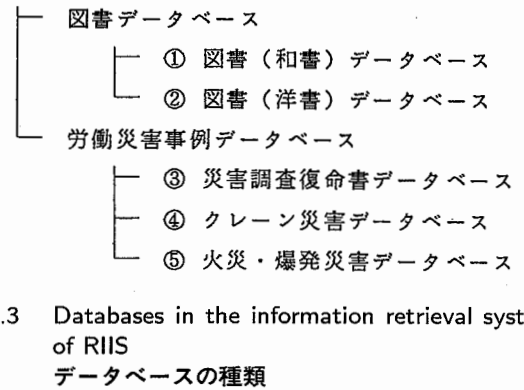 図書データベース
① 図書（和書）データベース
② 図書（洋書）データベース
労働災害事例データベース
③ 災害調査復命書データベース
④ クレーン災害データベース
⑤ 火災・爆発災害データベース
.3 Databases in the information retrieval syst
of RIIS
データベースの種類